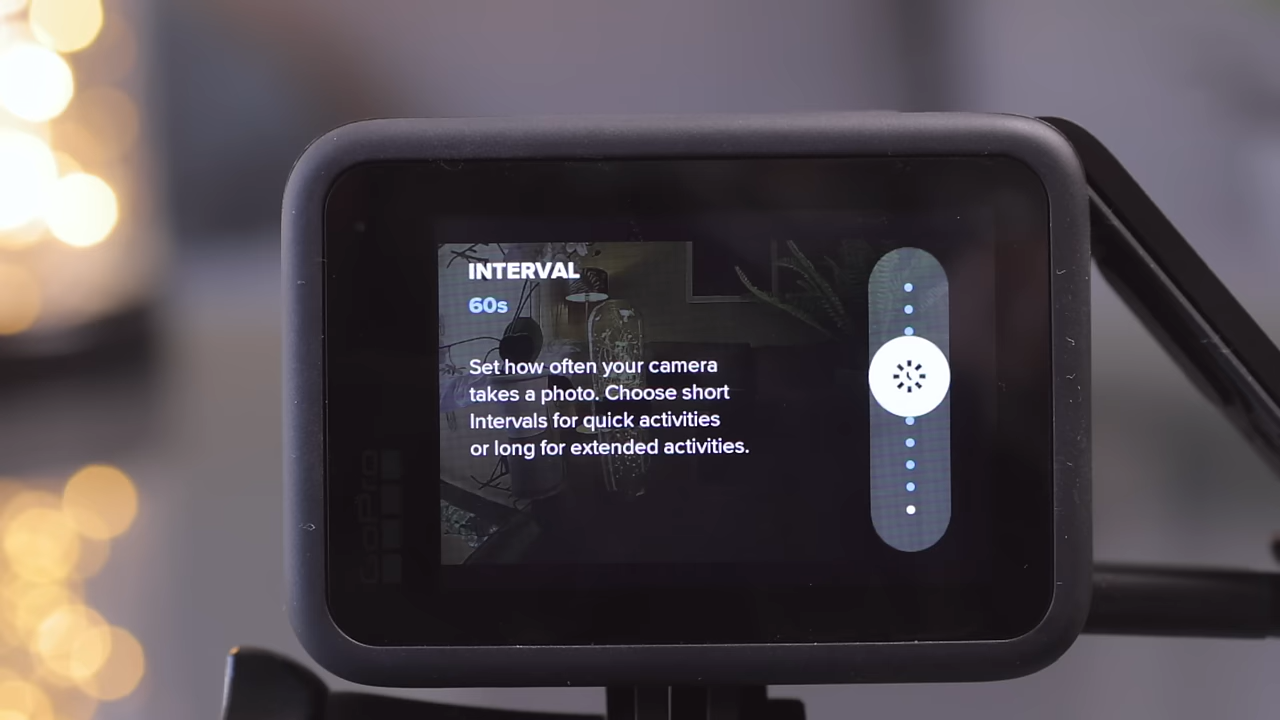 INTERVAL
60s
Set how often your camera
takes a photo. Choose short
Intervals for quick activities
or long for extended activities.
GoPro